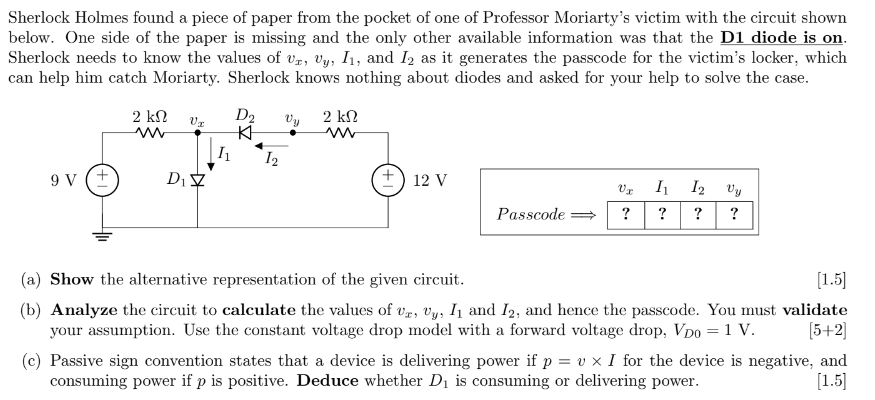 Sherlock Holmes found a piece of paper from the pocket of one of Professor Moriarty's victim with the circuit shown
below. One side of the paper is missing and the only other available information was that the D1 diode is on.
Sherlock needs to know the values of vx, vy, I1, and I2 as it generates the passcode for the victim's locker, which
can help him catch Moriarty. Sherlock knows nothing about diodes and asked for your help to solve the case.
2 kΩ vx D2 vy 2 kΩ
I1 I2
9 V + − D1 + − 12 V
vx I1 I2 vy
Passcode ⟹ ? ? ? ?
(a) Show the alternative representation of the given circuit. [1.5]
(b) Analyze the circuit to calculate the values of vx, vy, I1 and I2, and hence the passcode. You must validate
your assumption. Use the constant voltage drop model with a forward voltage drop, VD0 = 1 V. [5+2]
(c) Passive sign convention states that a device is delivering power if p = v × I for the device is negative, and
consuming power if p is positive. Deduce whether D1 is consuming or delivering power. [1.5]